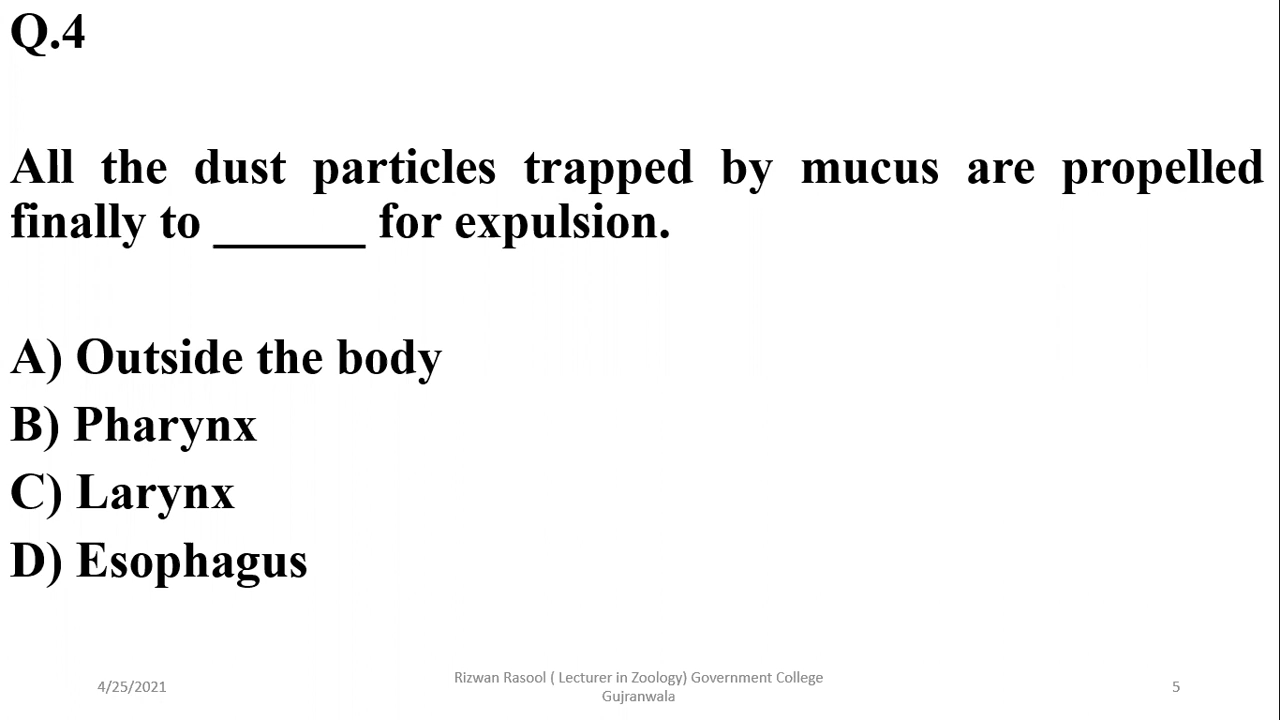 Q.4
All the dust particles trapped by mucus are propelled
finally to ______ for expulsion.
A) Outside the body
B) Pharynx
C) Larynx
D) Esophagus
4/25/2021
Rizwan Rasool ( Lecturer in Zoology) Government College
Gujranwala
5